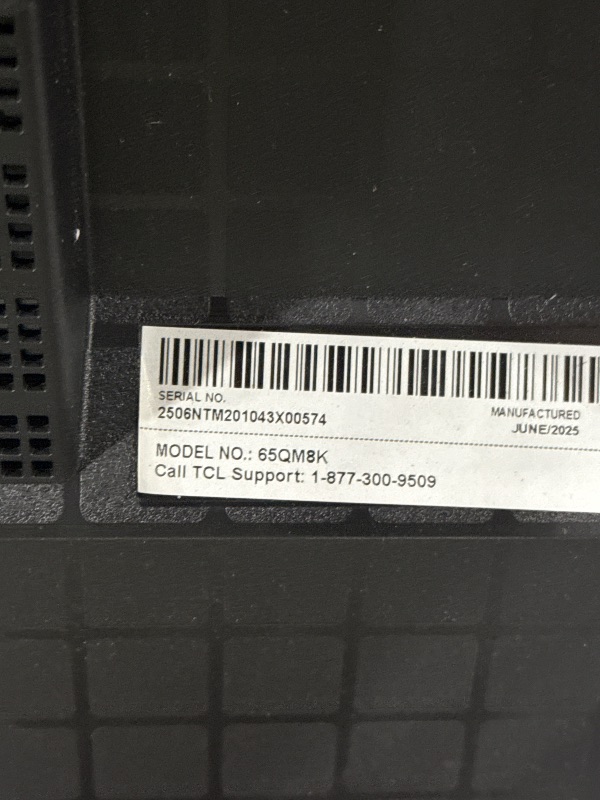 SERIAL NO.
2506NTM201043X00574
MANUFACTURED
JUNE/2025
MODEL NO.: 65QM8K
Call TCL Support: 1-877-300-9509